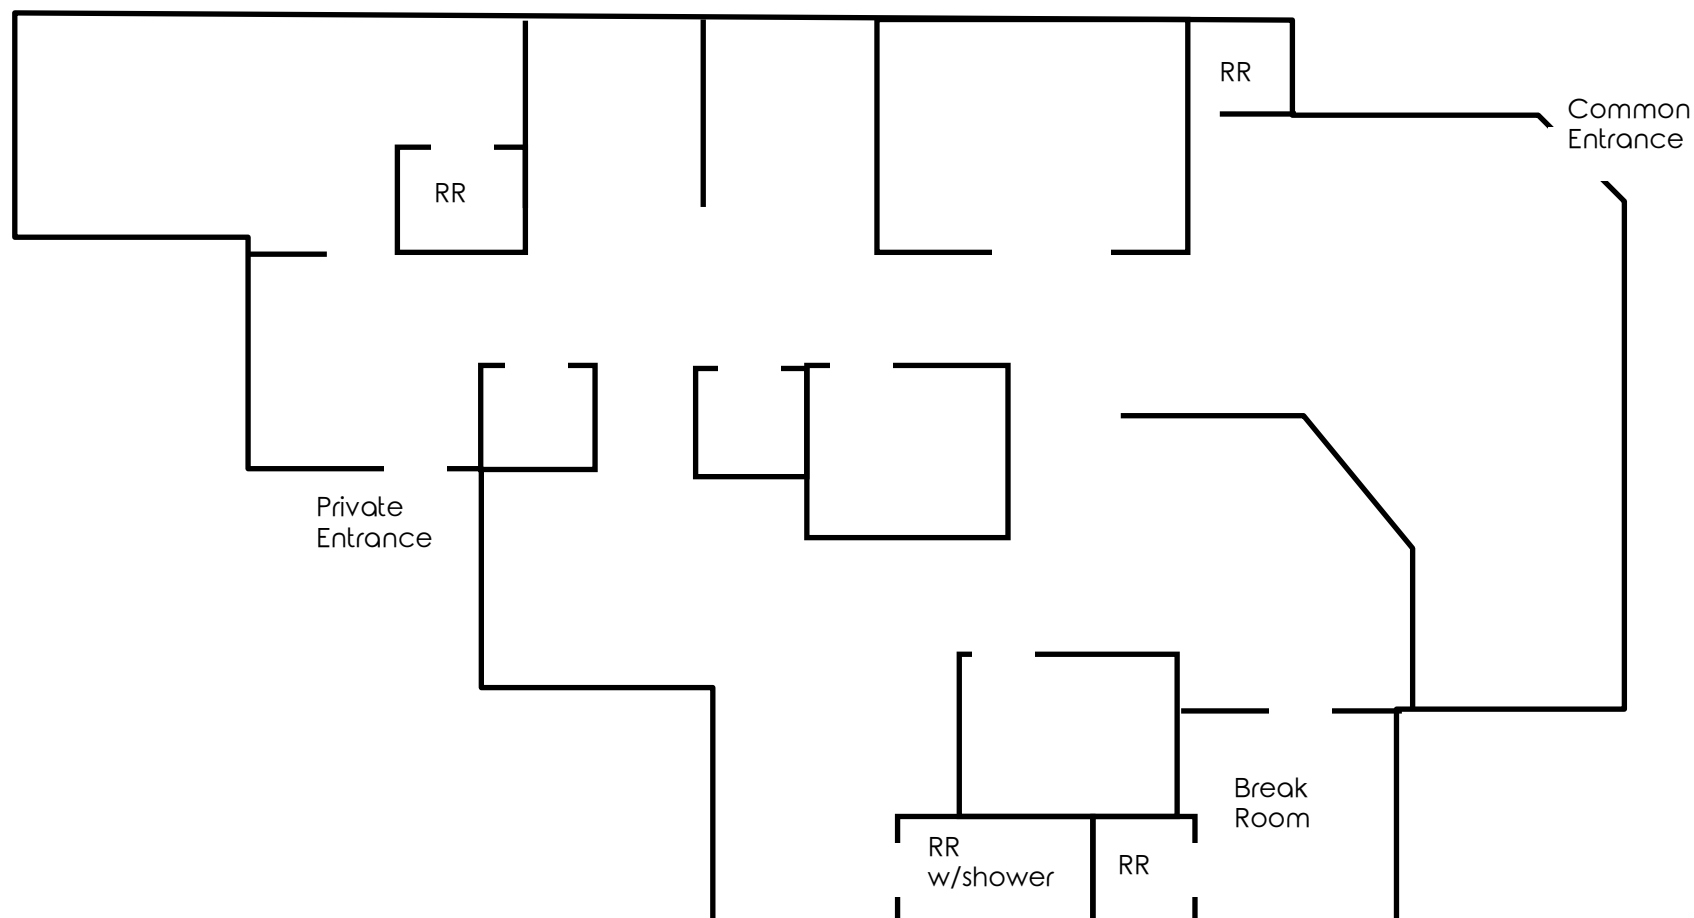 RR
Common
Entrance
RR
Private
Entrance
Break
Room
RR
w/shower
RR